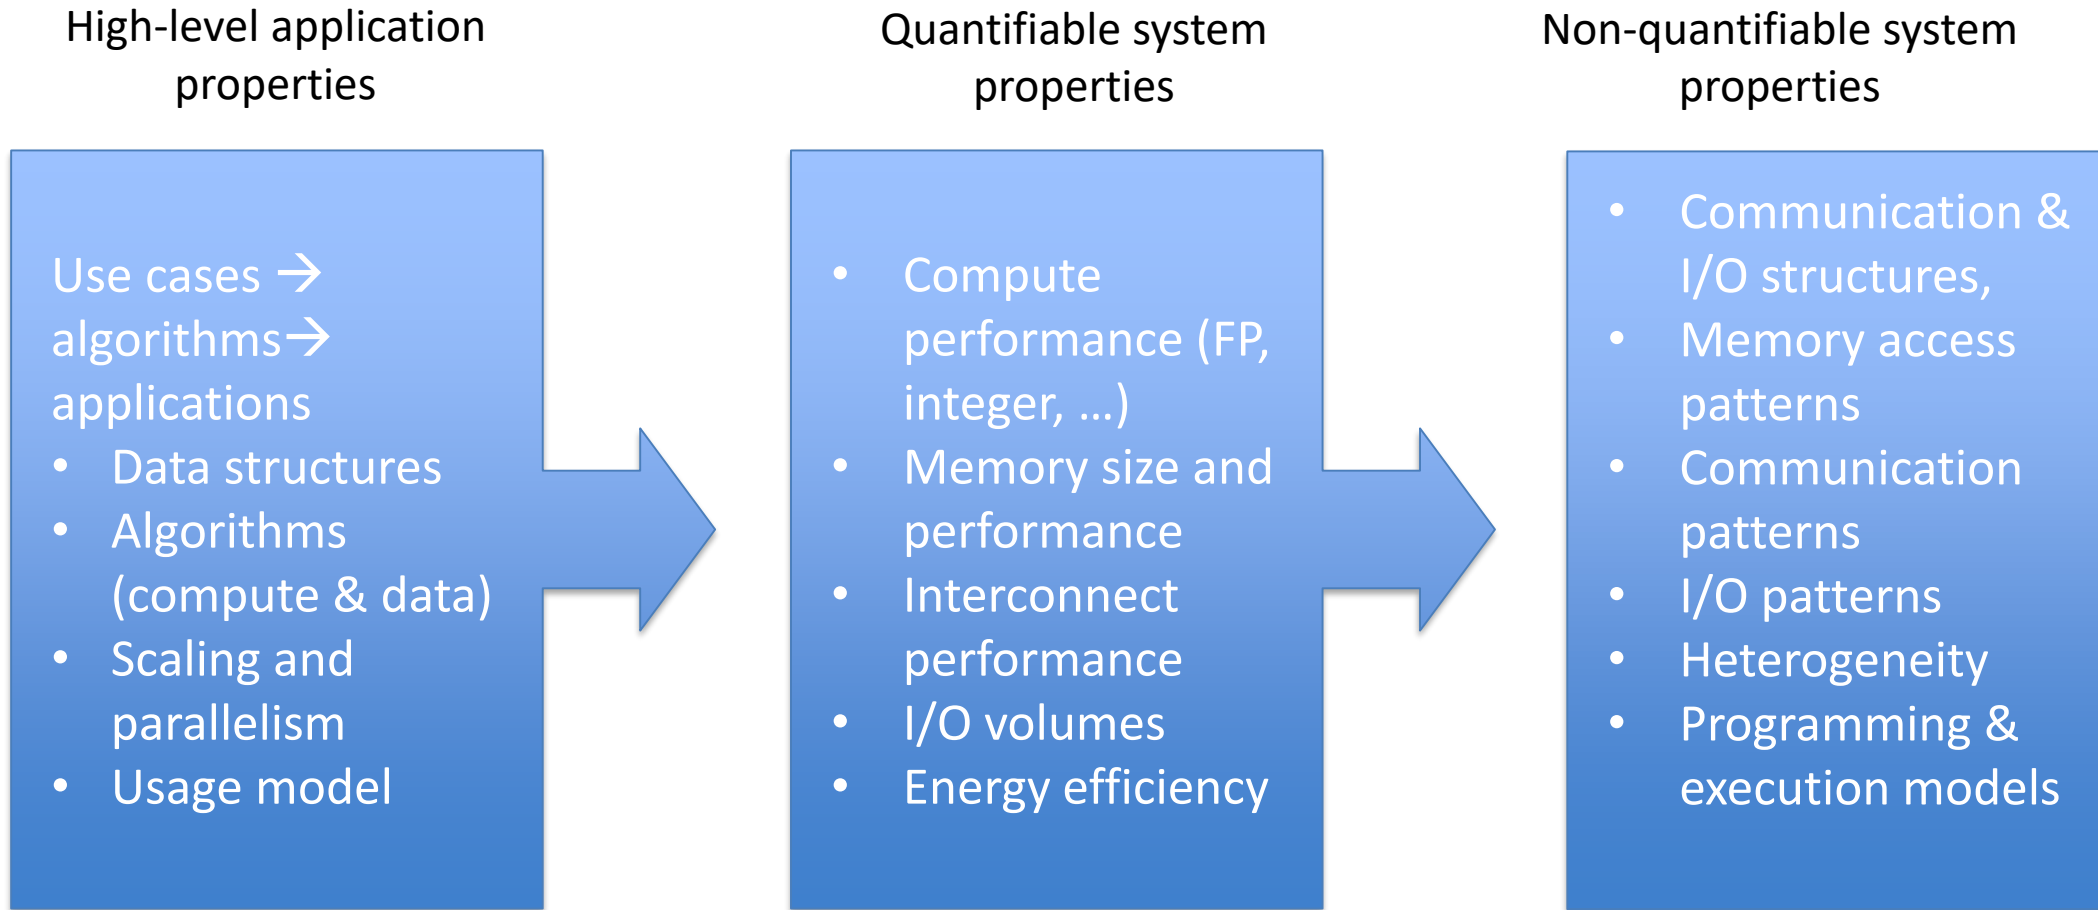 High-level application
properties
Use cases →
algorithms→
applications
• Data structures
• Algorithms
(compute & data)
• Scaling and
parallelism
• Usage model
Quantifiable system
properties
• Compute
performance (FP,
integer, …)
• Memory size and
performance
• Interconnect
performance
• I/O volumes
• Energy efficiency
Non-quantifiable system
properties
• Communication &
I/O structures,
• Memory access
patterns
• Communication
patterns
• I/O patterns
• Heterogeneity
• Programming &
execution models